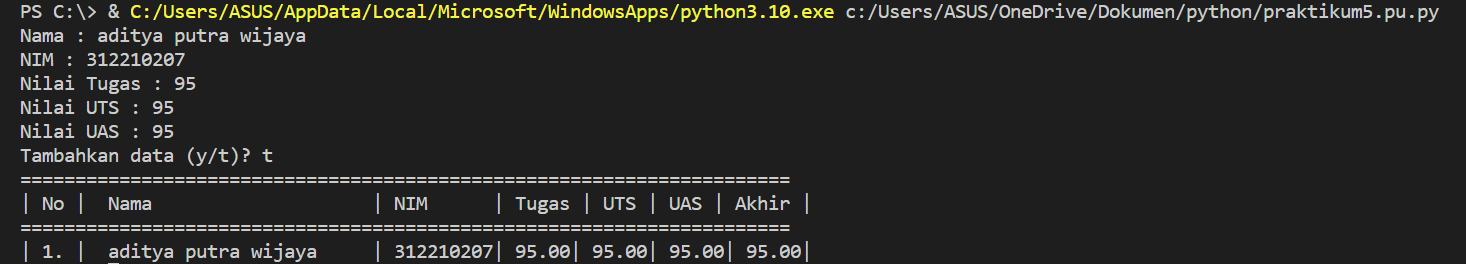 PS C:\> & C:/Users/ASUS/AppData/Local/Microsoft/WindowsApps/python3.10.exe c:/Users/ASUS/OneDrive/Dokumen/python/praktikum5.pu.py
Nama : aditya putra wijaya
NIM : 312210207
Nilai Tugas : 95
Nilai UTS : 95
Nilai UAS : 95
Tambahkan data (y/t)? t
======================================================================
| No |  Nama                    | NIM      | Tugas | UTS | UAS | Akhir |
======================================================================
| 1. |  aditya putra wijaya     | 312210207| 95.00| 95.00| 95.00| 95.00|